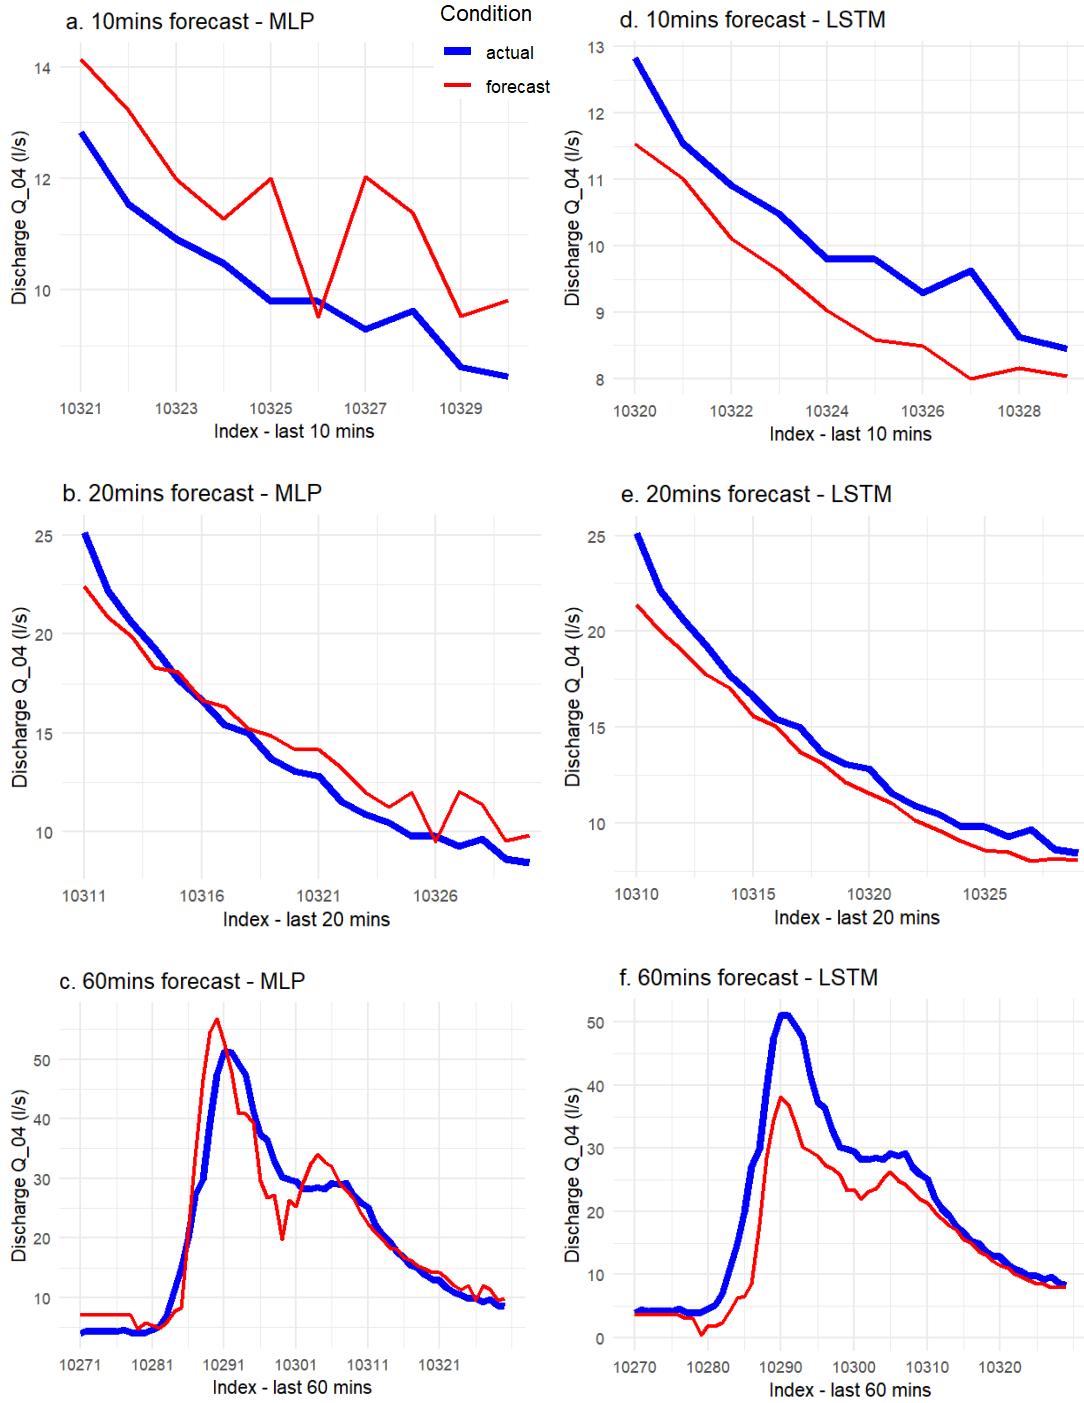 a. 10mins forecast - MLP
Condition
actual
forecast
Discharge Q_04 (l/s)
14
12
10
10321 10323 10325 10327 10329
Index - last 10 mins
d. 10mins forecast - LSTM
Discharge Q_04 (l/s)
13
12
11
10
9
8
10320 10322 10324 10326 10328
Index - last 10 mins
b. 20mins forecast - MLP
Discharge Q_04 (l/s)
25
20
15
10
10311 10316 10321 10326
Index - last 20 mins
e. 20mins forecast - LSTM
Discharge Q_04 (l/s)
25
20
15
10
10310 10315 10320 10325
Index - last 20 mins
c. 60mins forecast - MLP
Discharge Q_04 (l/s)
50
40
30
20
10
10271 10281 10291 10301 10311 10321
Index - last 60 mins
f. 60mins forecast - LSTM
Discharge Q_04 (l/s)
50
40
30
20
10
0
10270 10280 10290 10300 10310 10320
Index - last 60 mins